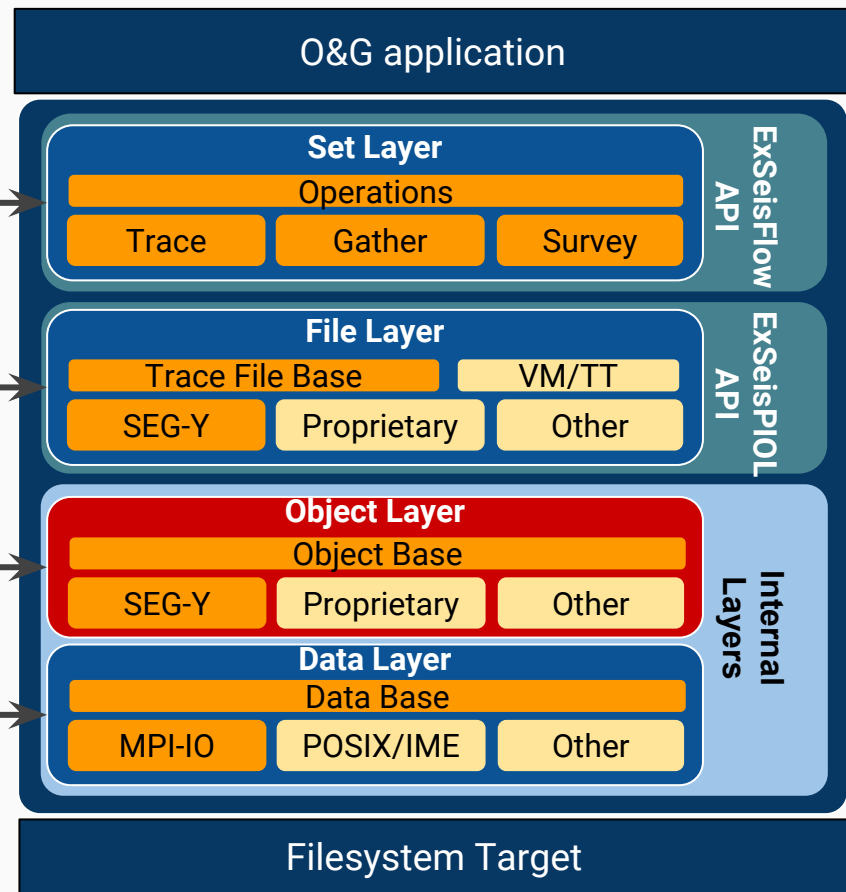 O&G application
Set Layer
Operations
Trace
Gather
Survey
ExSeisFlow
API
File Layer
Trace File Base
VM/TT
SEG-Y
Proprietary
Other
ExSeisPIOL
API
Object Layer
Object Base
SEG-Y
Proprietary
Other
Data Layer
Data Base
MPI-IO
POSIX/IME
Other
Internal
Layers
Filesystem Target